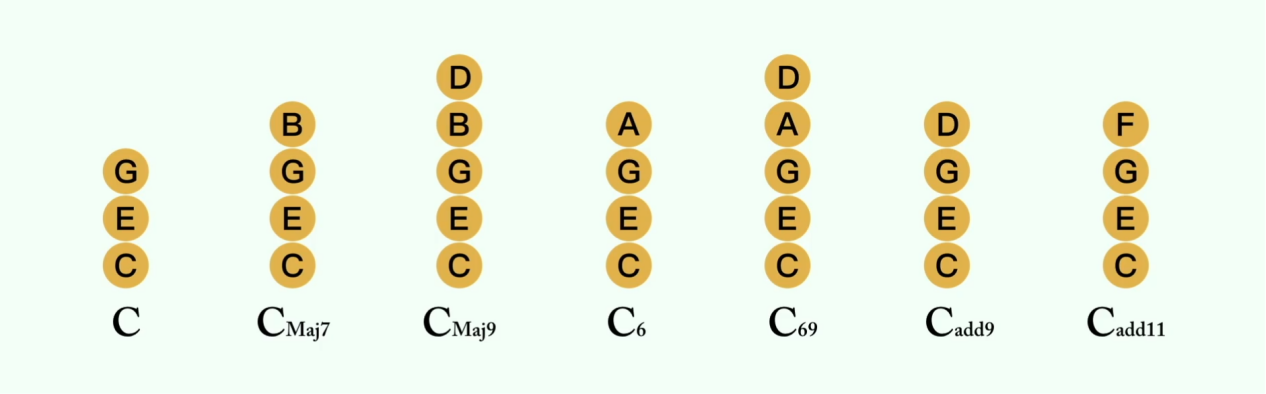 D D
B B A A D F
G G G G G G G
E E E E E E E
C C C C C C C
C CMaj7 CMaj9 C6 C69 Cadd9 Cadd11